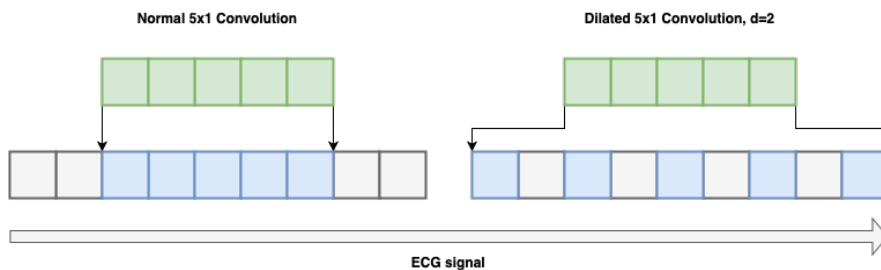 Normal 5x1 Convolution
Dilated 5x1 Convolution, d=2
ECG signal